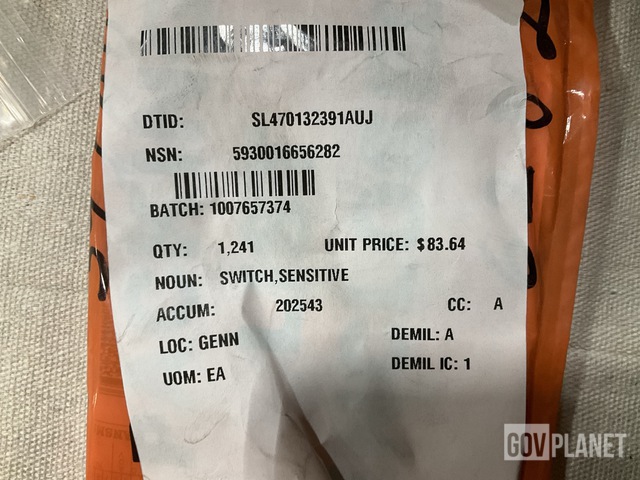 DTID: SL470132391AUJ
NSN: 5930016656282
BATCH: 1007657374
QTY: 1,241 UNIT PRICE: $83.64
NOUN: SWITCH,SENSITIVE
ACCUM: 202543 CC: A
LOC: GENN DEMIL: A
UOM: EA DEMIL IC: 1
GOVPLANET